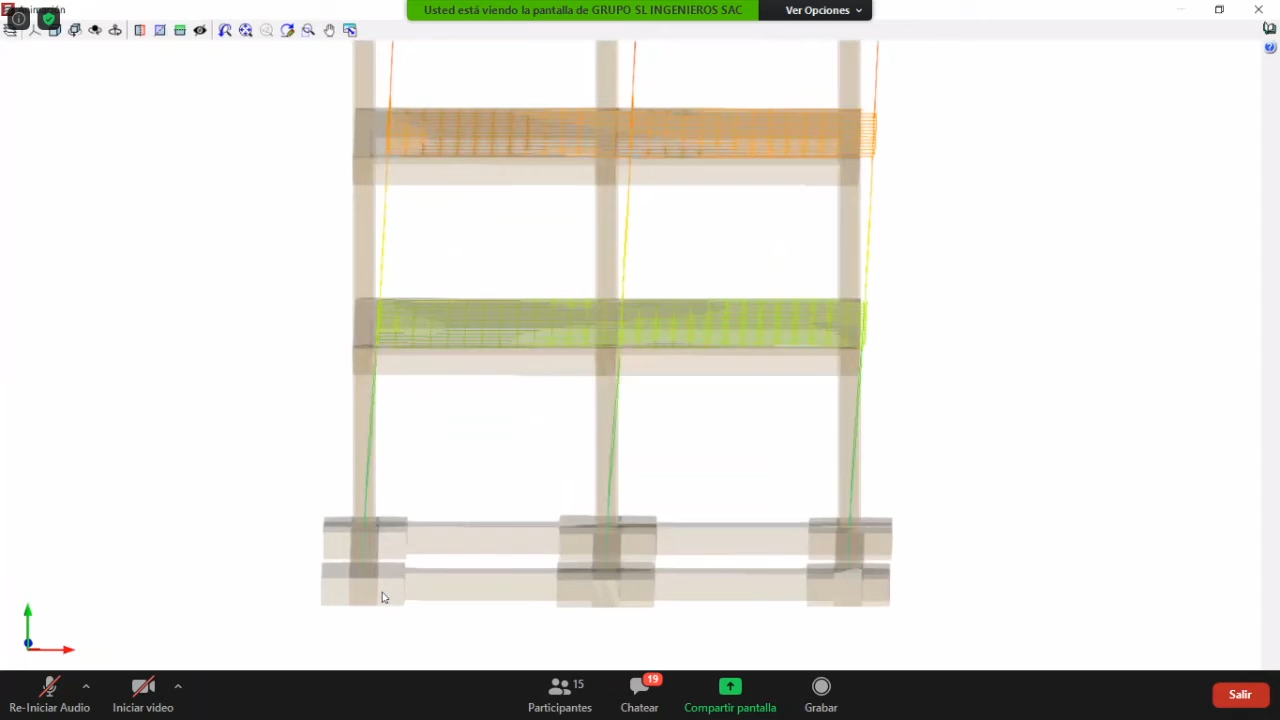 Animación
Usted está viendo la pantalla de GRUPO SL INGENIEROS SAC
Ver Opciones
Re-Iniciar Audio
Iniciar video
15
Participantes
19
Chatear
Compartir pantalla
Grabar
Salir